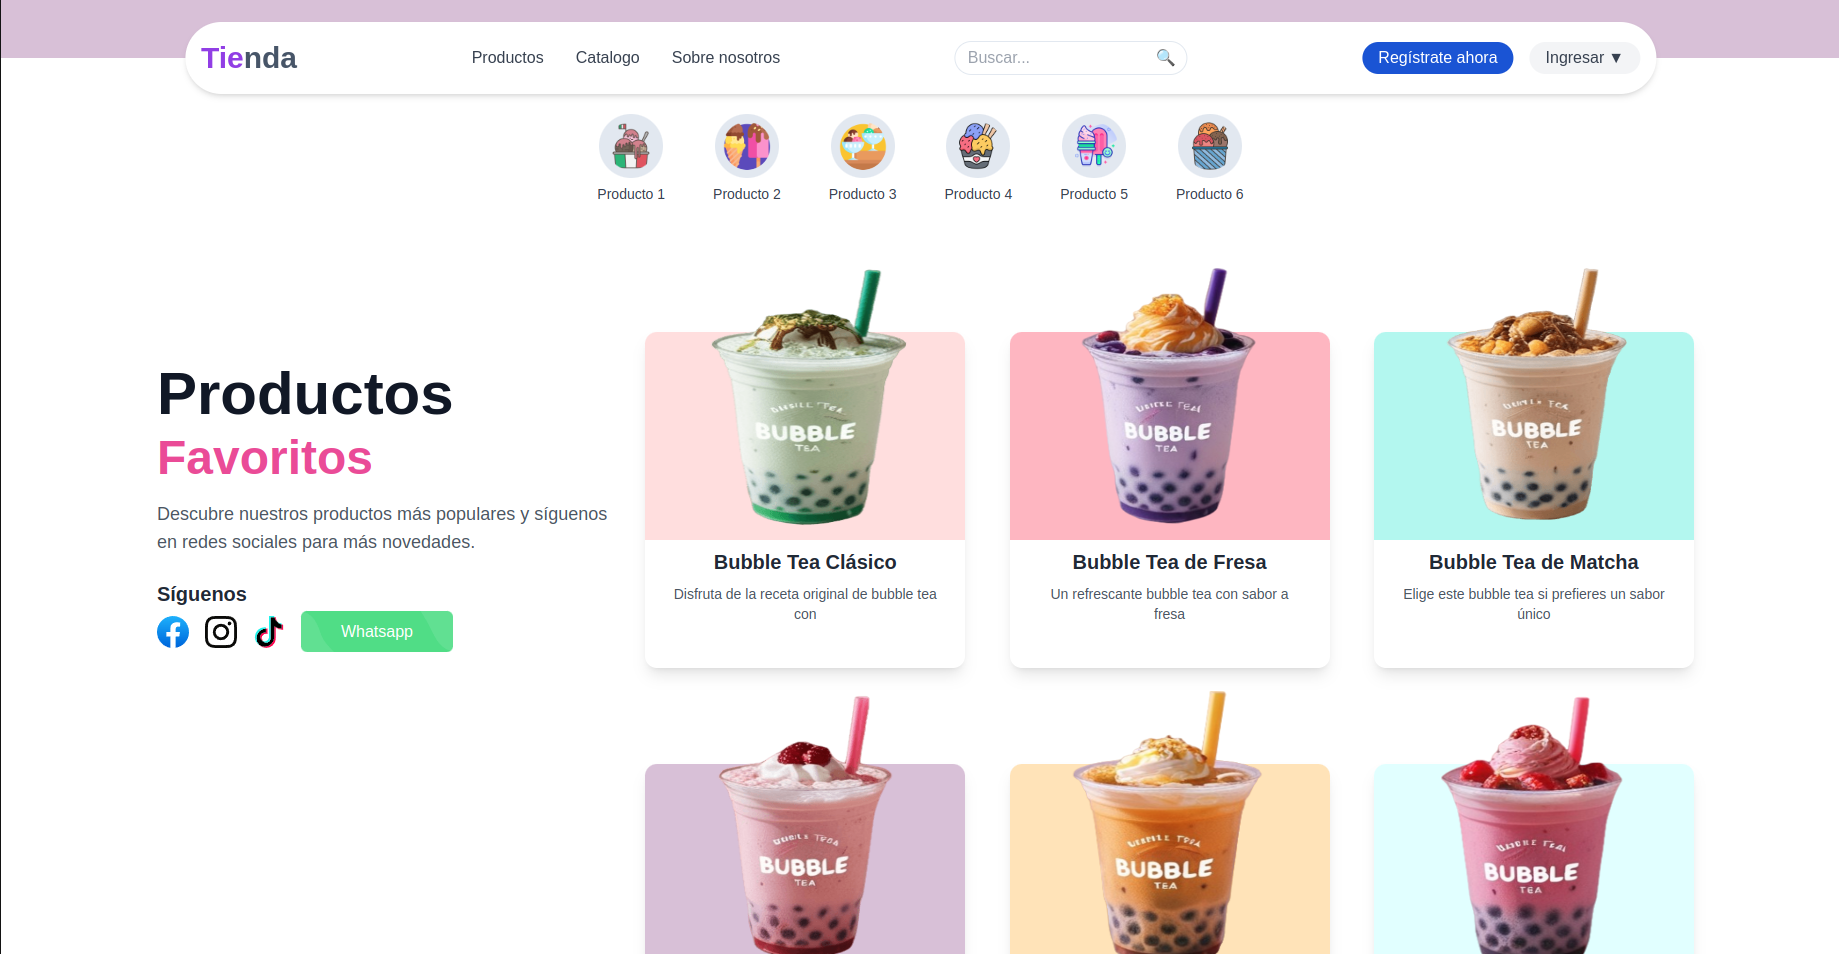 Tienda
Productos
Catalogo
Sobre nosotros
Buscar...
Regístrate ahora
Ingresar ▼
Producto 1
Producto 2
Producto 3
Producto 4
Producto 5
Producto 6
Productos
Favoritos
Descubre nuestros productos más populares y síguenos
en redes sociales para más novedades.
Síguenos
Whatsapp
BUBBLE
TEA
Bubble Tea Clásico
Disfruta de la receta original de bubble tea
con
BUBBLE
TEA
Bubble Tea de Fresa
Un refrescante bubble tea con sabor a
fresa
BUBBLE
TEA
Bubble Tea de Matcha
Elige este bubble tea si prefieres un sabor
único
BUBBLE
TEA
BUBBLE
TEA
BUBBLE
TEA